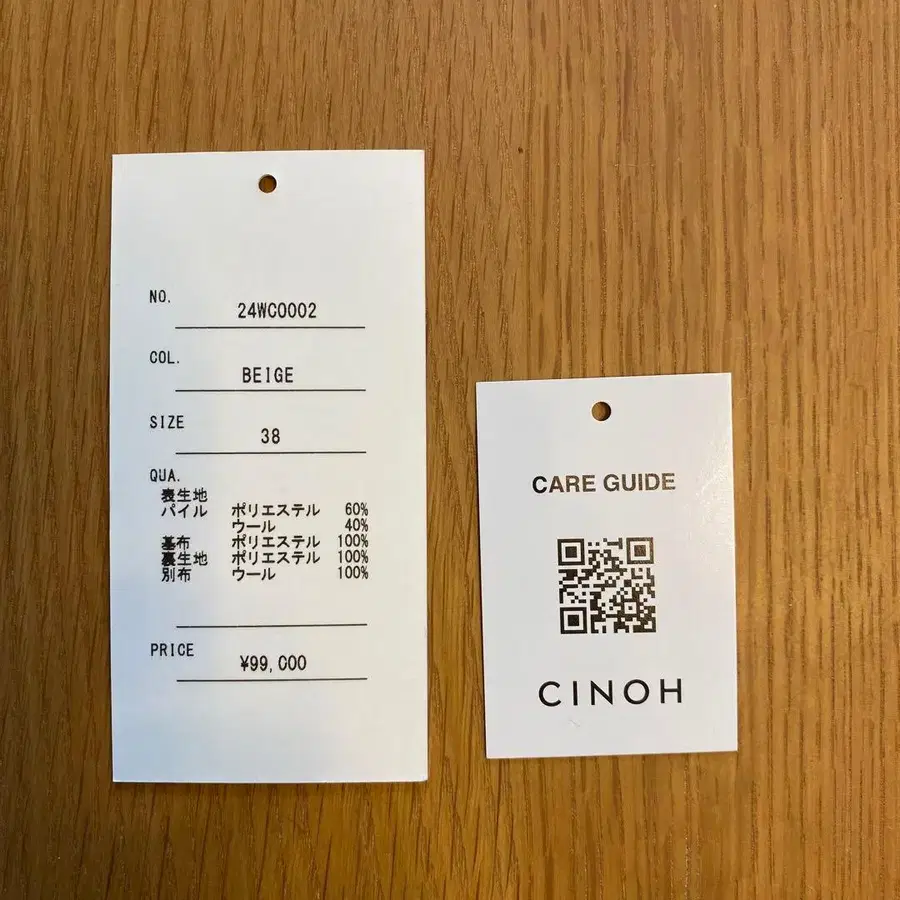 NO.
24WCO002
COL.
BEIGE
SIZE
38
QUA.
表生地
パイル ポリエステル 60%
ウール 40%
基布 ポリエステル 100%
裏生地 ポリエステル 100%
別布 ウール 100%
PRICE
¥99,000
CARE GUIDE
CINOH